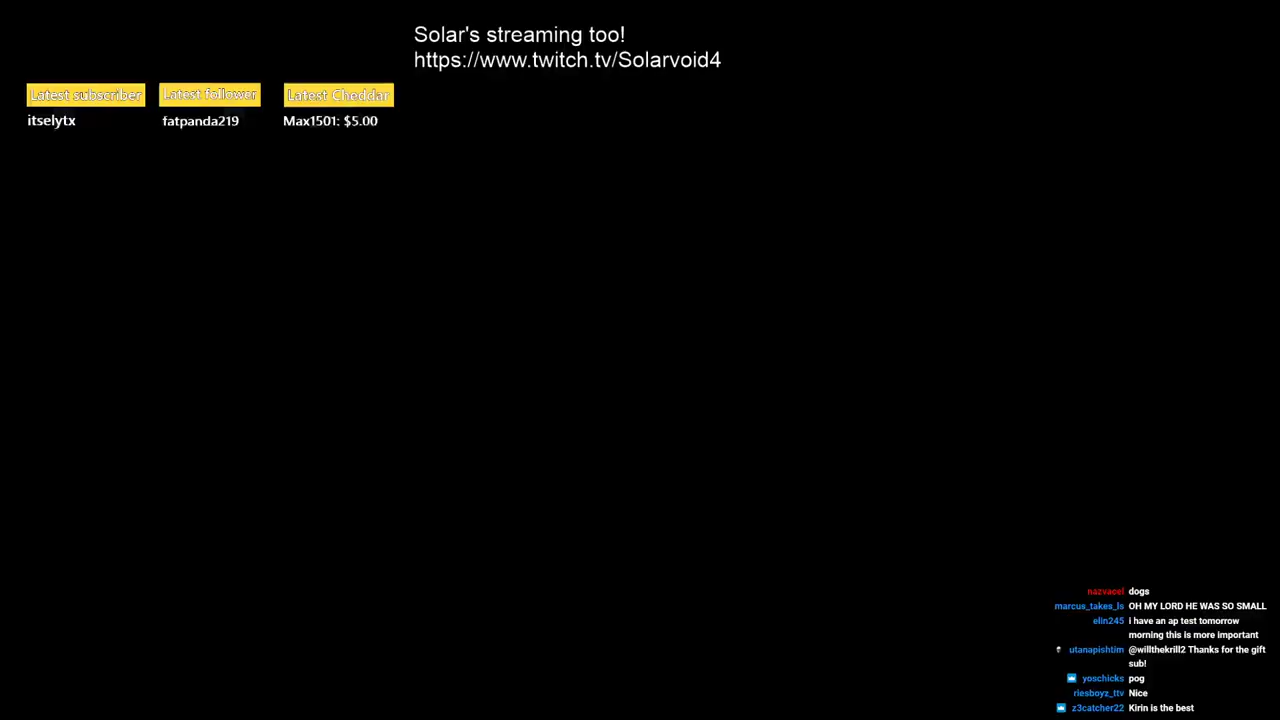 Solar's streaming too!
https://www.twitch.tv/Solarvoid4
Latest subscriber Latest follower Latest Cheddar
itselytx fatpanda219 Max1501: $5.00
nazvacel dogs
marcus_takes_ls OH MY LORD HE WAS SO SMALL
elin245 i have an ap test tomorrow
morning this is more important
utanapishtim @willthekrill2 Thanks for the gift
sub!
yoschicks pog
riesboyz_ttv Nice
z3catcher22 Kirin is the best